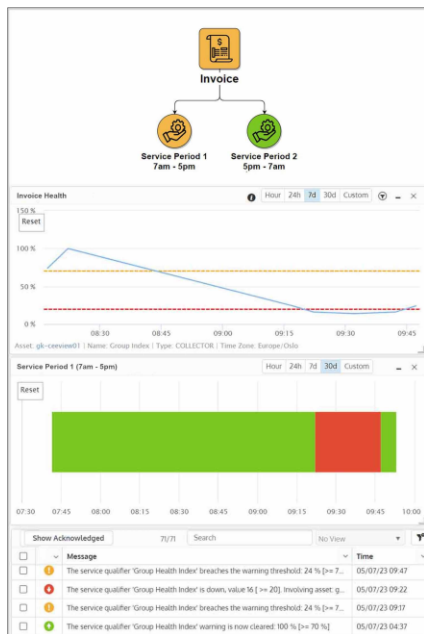 $
Invoice
Service Period 1
7am - 5pm
Service Period 2
5pm - 7am
Invoice Health
Hour 24h 7d 30d Custom
150 %
Reset
100 %
50 %
0 %
08:30 08:45 09:00 09:15 09:30 09:45
Asset: gk-ceeview01 | Name: Group Index | Type: COLLECTOR | Time Zone: Europe/Oslo
Service Period 1 (7am - 5pm)
Hour 24h 7d 30d Custom
Reset
07:30 07:45 08:00 08:15 08:30 08:45 09:00 09:15 09:30 09:45 10:00
Show Acknowledged 71/71 Search No View
Message Time
The service qualifier 'Group Health Index' breaches the warning threshold: 24 % [>= 7... 05/07/23 09:47
The service qualifier 'Group Health Index' is down, value 16 [ >= 20]. Involving asset: g... 05/07/23 09:22
The service qualifier 'Group Health Index' breaches the warning threshold: 24 % [>= 7... 05/07/23 09:17
The service qualifier 'Group Health Index' warning is now cleared: 100 % [>= 70 %] 05/07/23 04:37